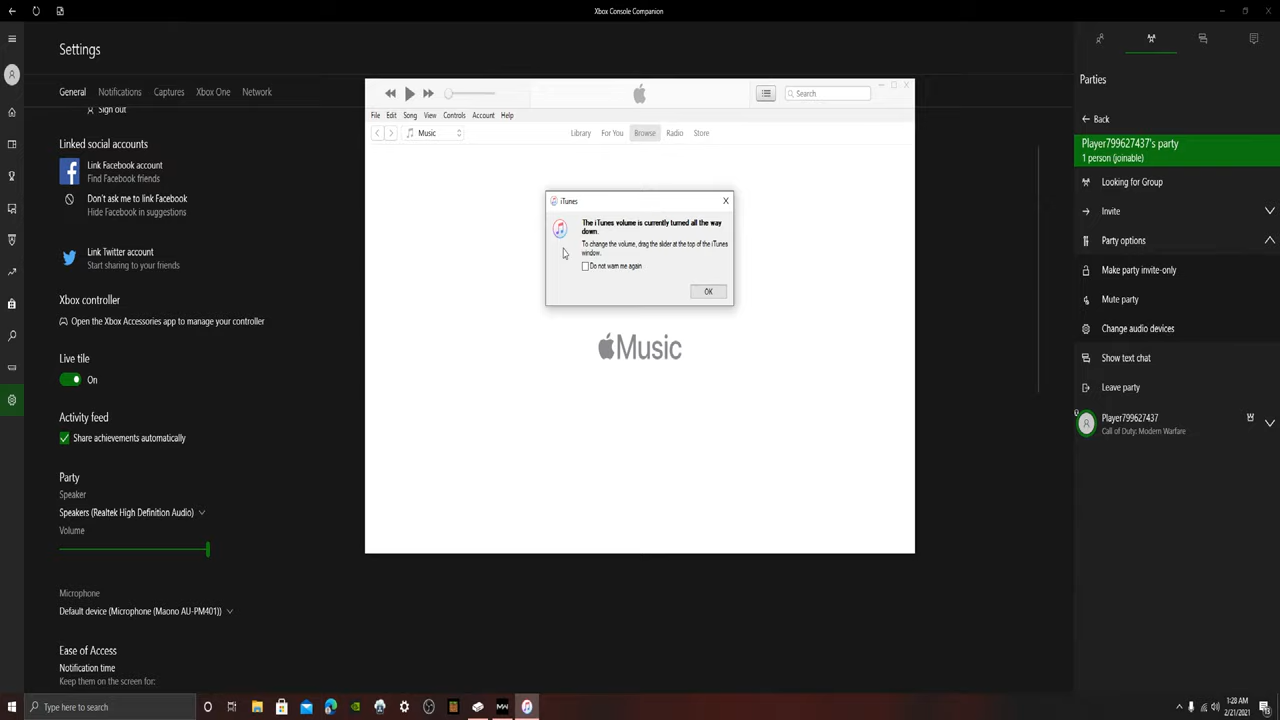 Xbox Console Companion
Settings
General Notifications Captures Xbox One Network
Sign out
Linked social accounts
Link Facebook account
Find Facebook friends
Don't ask me to link Facebook
Hide Facebook in suggestions
Link Twitter account
Start sharing to your friends
Xbox controller
Open the Xbox Accessories app to manage your controller
Live tile
On
Activity feed
Share achievements automatically
Party
Speaker
Speakers (Realtek High Definition Audio)
Volume
Microphone
Default device (Microphone (Maono AU-PM401))
Ease of Access
Notification time
Keep them on the screen for:
Search
File Edit Song View Controls Account Help
Music
Library For You Browse Radio Store
iTunes
X
The iTunes volume is currently turned all the way
down.
To change the volume, drag the slider at the top of the iTunes
window.
Do not warn me again
OK
Music
Parties
Back
Player799627437's party
1 person (joinable)
Looking for Group
Invite
Party options
Make party invite-only
Mute party
Change audio devices
Show text chat
Leave party
Player799627437
Call of Duty: Modern Warfare
Type here to search
1:28 AM
2/21/2021